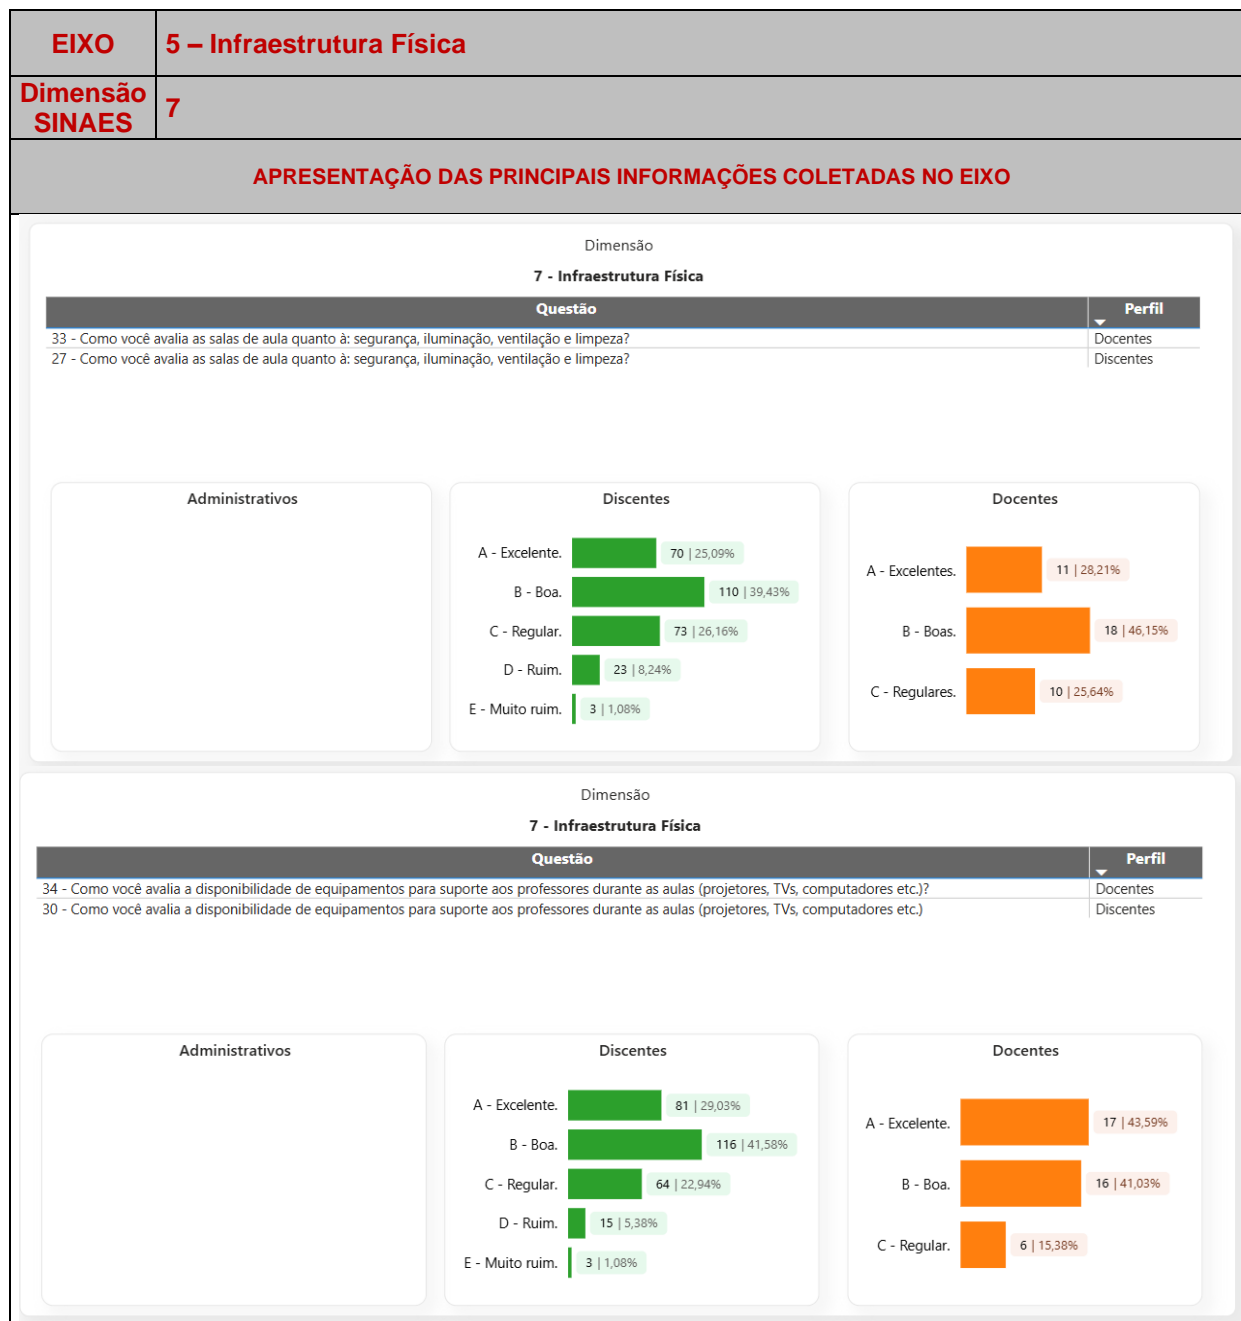 EIXO 5 – Infraestrutura Física
Dimensão SINAES 7
APRESENTAÇÃO DAS PRINCIPAIS INFORMAÇÕES COLETADAS NO EIXO
Dimensão
7 - Infraestrutura Física
Questão Perfil
33 - Como você avalia as salas de aula quanto à: segurança, iluminação, ventilação e limpeza? Docentes
27 - Como você avalia as salas de aula quanto à: segurança, iluminação, ventilação e limpeza? Discentes
Administrativos
Discentes
A - Excelente. 70 | 25,09%
B - Boa. 110 | 39,43%
C - Regular. 73 | 26,16%
D - Ruim. 23 | 8,24%
E - Muito ruim. 3 | 1,08%
Docentes
A - Excelentes. 11 | 28,21%
B - Boas. 18 | 46,15%
C - Regulares. 10 | 25,64%
Dimensão
7 - Infraestrutura Física
Questão Perfil
34 - Como você avalia a disponibilidade de equipamentos para suporte aos professores durante as aulas (projetores, TVs, computadores etc.)? Docentes
30 - Como você avalia a disponibilidade de equipamentos para suporte aos professores durante as aulas (projetores, TVs, computadores etc.) Discentes
Administrativos
Discentes
A - Excelente. 81 | 29,03%
B - Boa. 116 | 41,58%
C - Regular. 64 | 22,94%
D - Ruim. 15 | 5,38%
E - Muito ruim. 3 | 1,08%
Docentes
A - Excelente. 17 | 43,59%
B - Boa. 16 | 41,03%
C - Regular. 6 | 15,38%